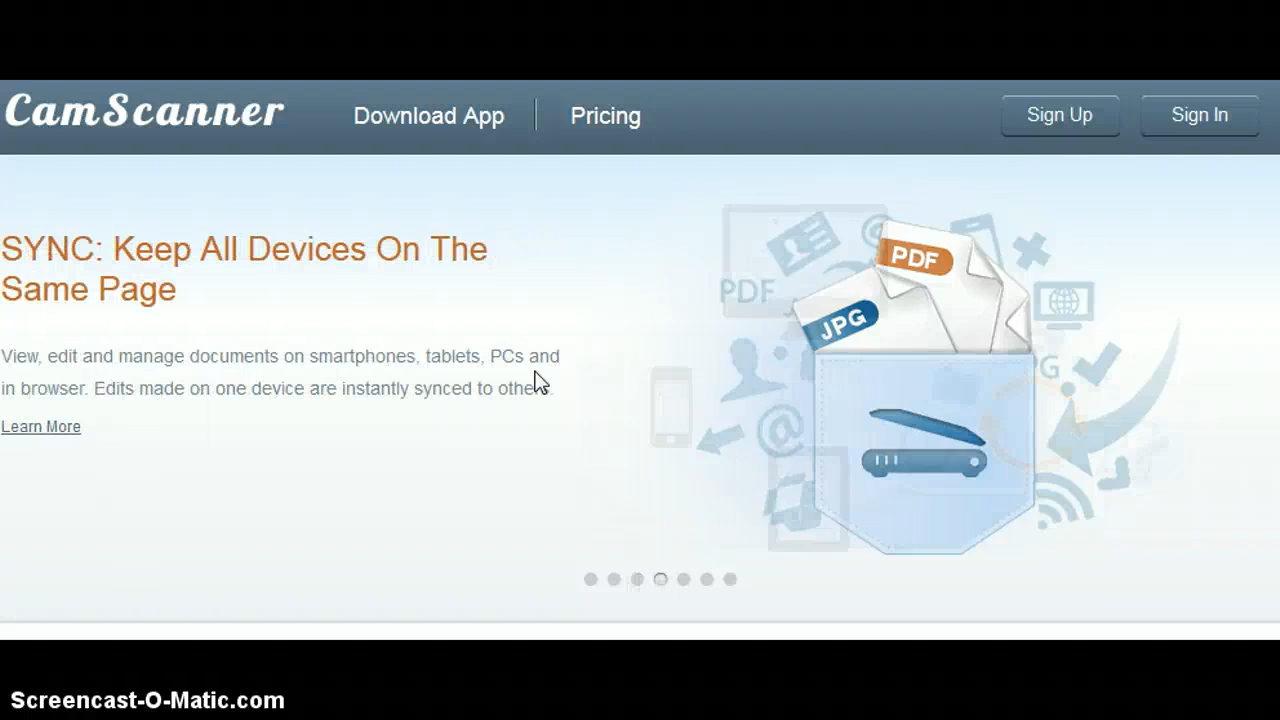 CamScanner
Download App
Pricing
Sign Up
Sign In
SYNC: Keep All Devices On The
Same Page
View, edit and manage documents on smartphones, tablets, PCs and
in browser. Edits made on one device are instantly synced to
Learn More
PDF
PDF
JPG
Screencast-O-Matic.com